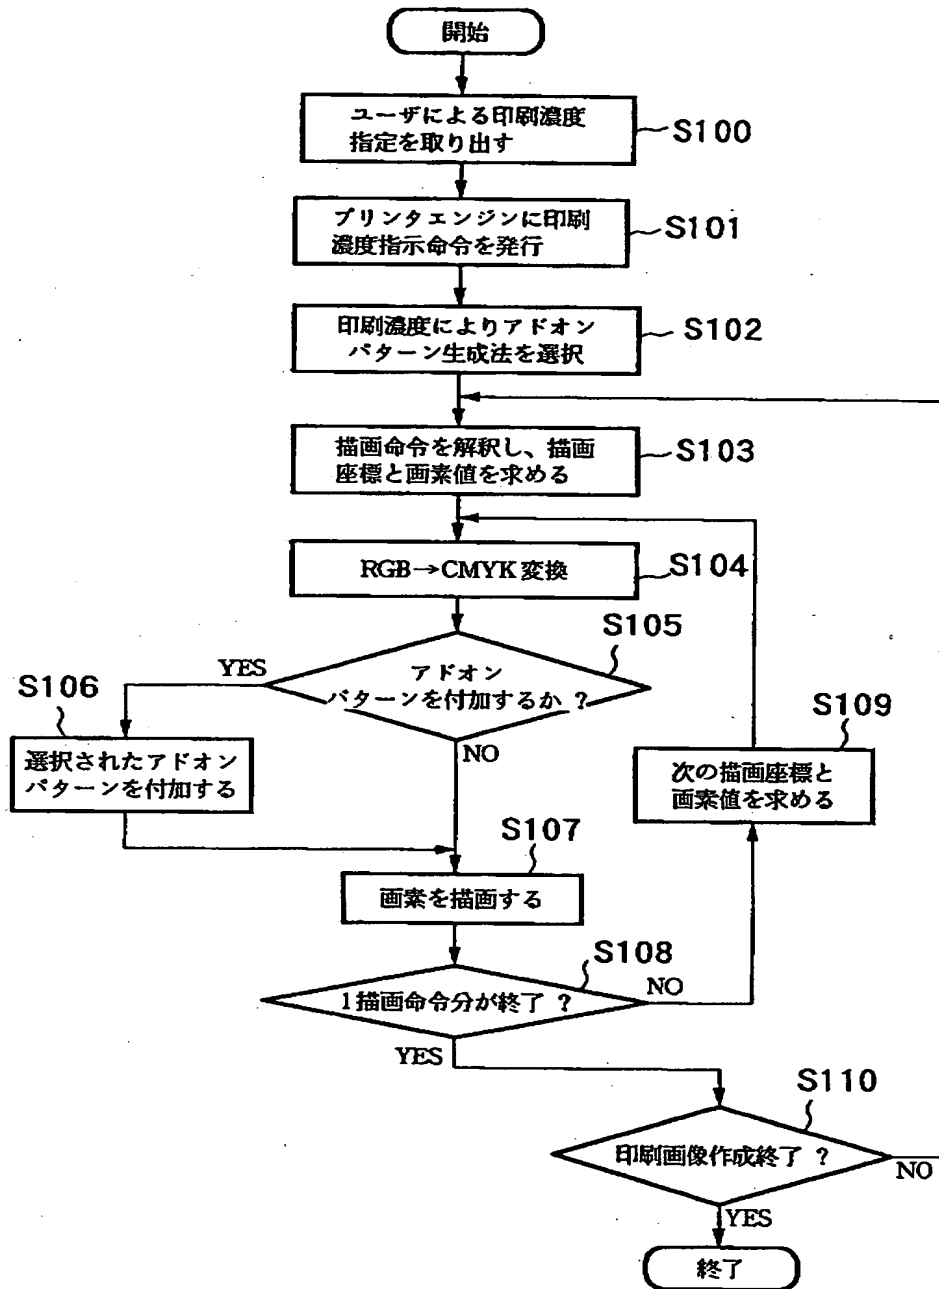 開始
ユーザによる印刷濃度
指定を取り出す
S100
プリンタエンジンに印刷
濃度指示命令を発行
S101
印刷濃度によりアドオン
パターン生成法を選択
S102
描画命令を解釈し、描画
座標と画素値を求める
S103
RGB→CMYK変換
S104
S105
アドオン
パターンを付加するか？
YES
NO
S106
選択されたアドオン
パターンを付加する
S109
次の描画座標と
画素値を求める
S107
画素を描画する
S108
1描画命令分が終了？
NO
YES
S110
印刷画像作成終了？
NO
YES
終了